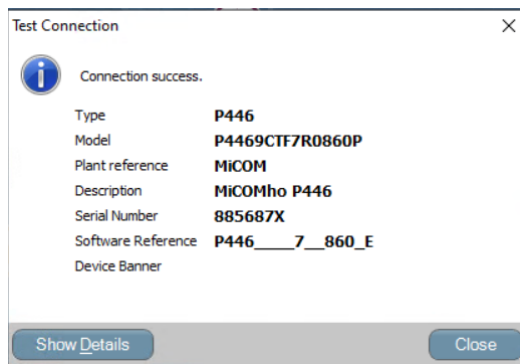 Test Connection
Connection success.
Type P446
Model P4469CTF7R0860P
Plant reference MiCOM
Description MiCOMho P446
Serial Number 885687X
Software Reference P446____7__860_E
Device Banner
Show Details Close